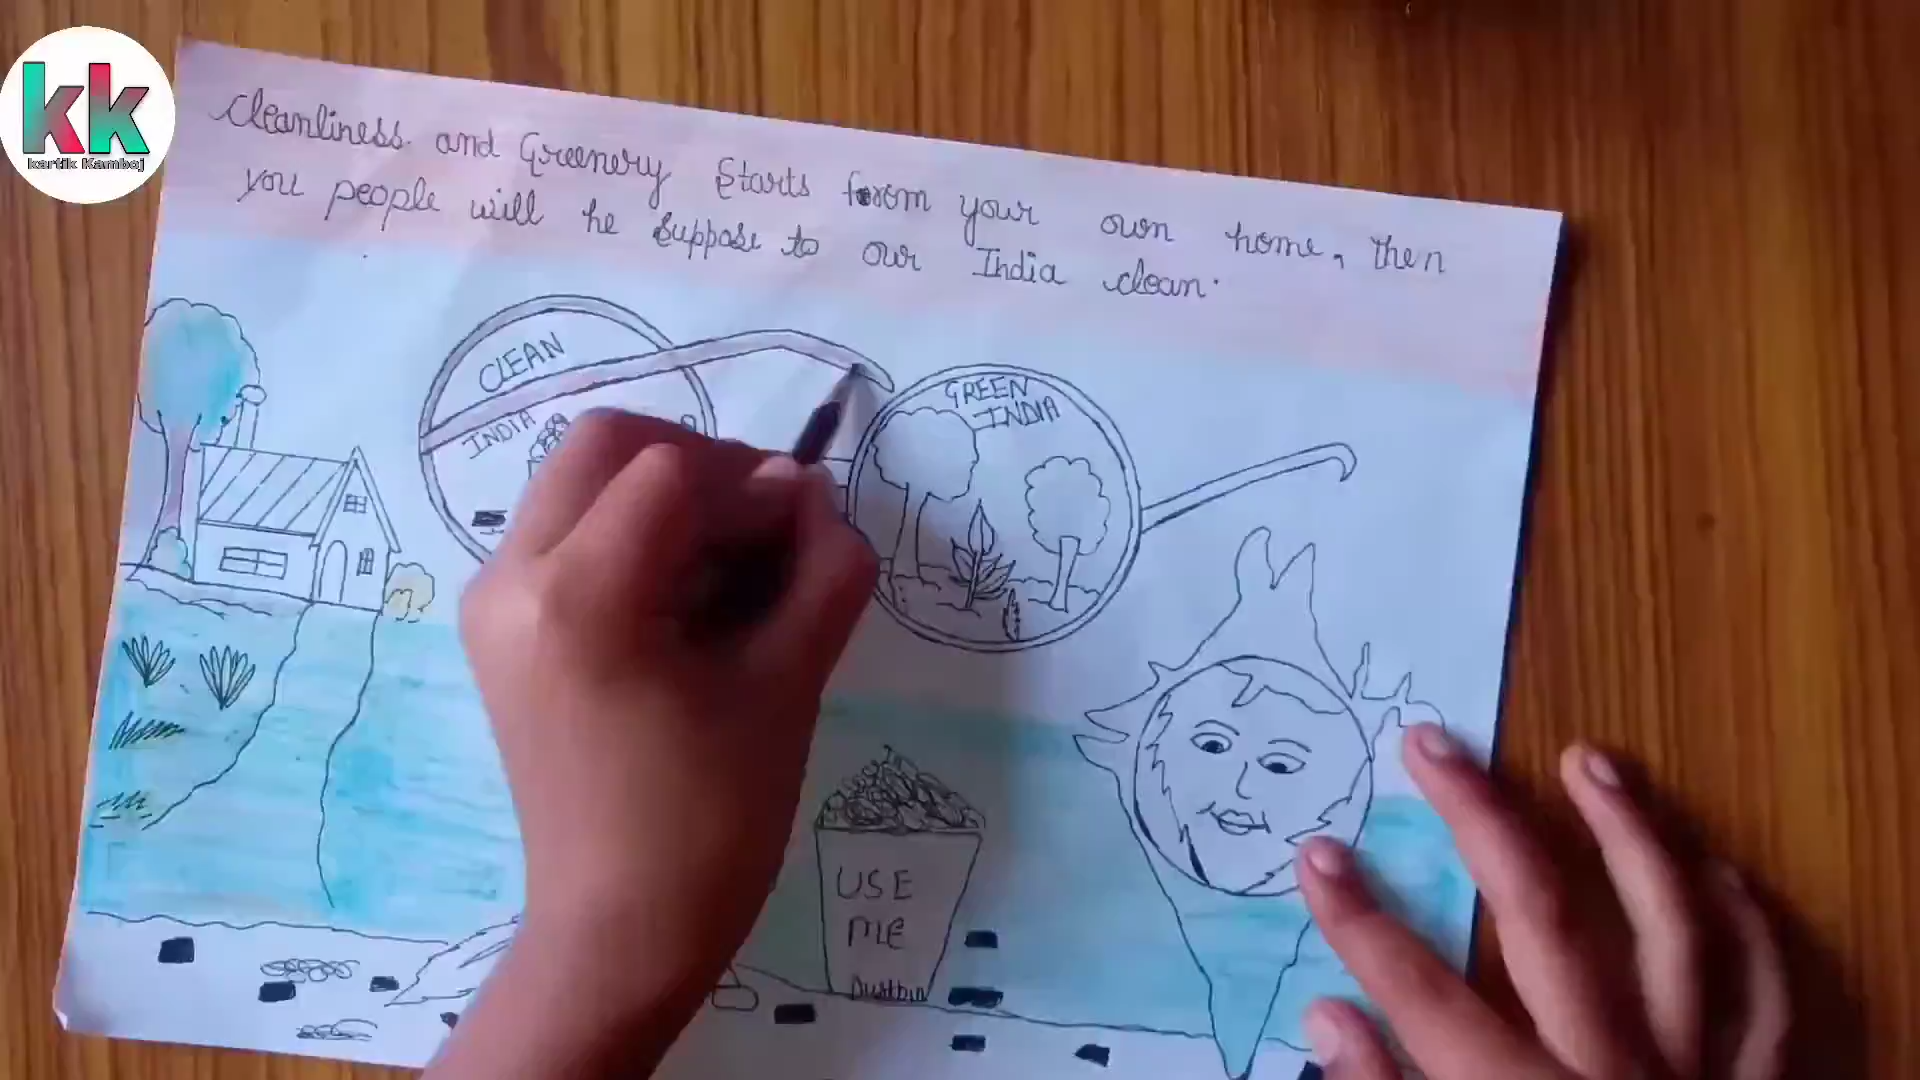 kk
kartik Kamboj
Cleanliness and Greenery Starts from your own home, then
you people will he suppose to our India clean.
CLEAN
INDIA
GREEN
INDIA
USE
ME
Dustbin